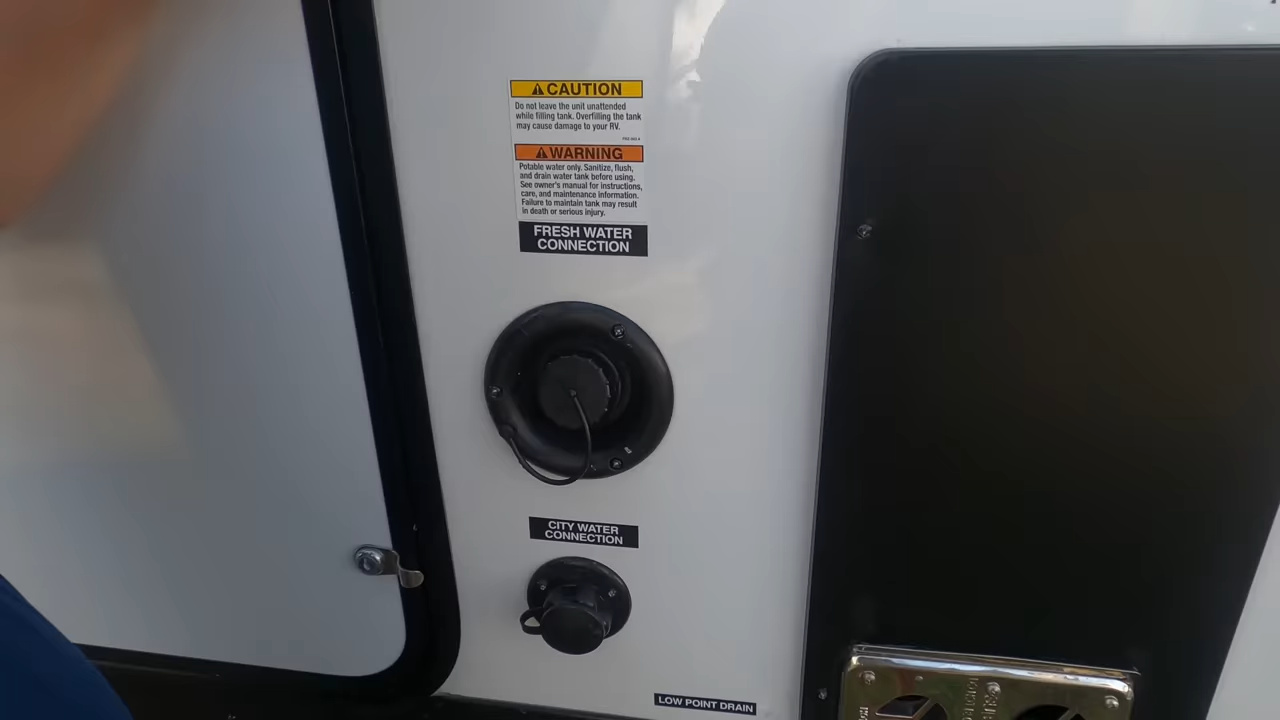 CAUTION
Do not leave the unit unattended
while filling tank. Overfilling the tank
may cause damage to your RV.
WARNING
Potable water only. Sanitize, flush,
and drain water tank before using.
See owner's manual for instructions,
care, and maintenance information.
Failure to maintain tank may result
in death or serious injury.
FRESH WATER
CONNECTION
CITY WATER
CONNECTION
LOW POINT DRAIN